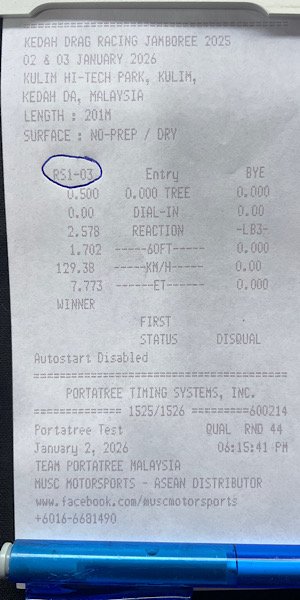 KEDAH DRAG RACING JAMBOREE 2025
02 & 03 JANUARY 2026
KULIM HI-TECH PARK, KULIM,
KEDAH DA, MALAYSIA
LENGTH : 201M
SURFACE : NO-PREP / DRY
RS1-03 Entry BYE
0.500 0.000 TREE 0.000
0.00 DIAL-IN 0.00
2.578 REACTION -LB3-
1.702 -----60FT----- 0.000
129.38 -----KM/H----- 0.00
7.773 ------ET------ 0.000
WINNER
FIRST
STATUS DISQUAL
Autostart Disabled
========================================
PORTATREE TIMING SYSTEMS, INC.
============= 1525/1526 =========600214
Portatree Test QUAL RND 44
January 2, 2026 06:15:41 PM
TEAM PORTATREE MALAYSIA
MUSC MOTORSPORTS - ASEAN DISTRIBUTOR
www.facebook.com/muscmotorsports
+6016-6681490